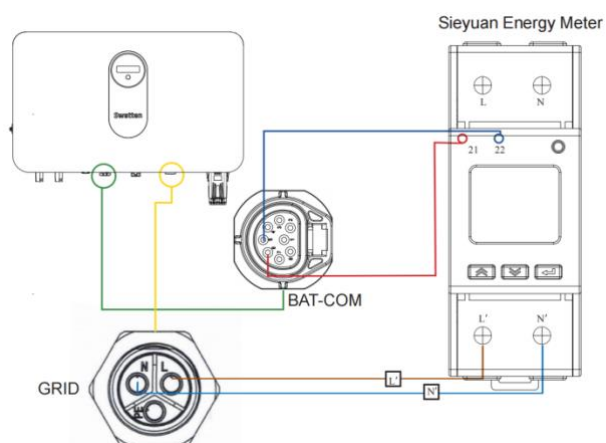 Sieyuan Energy Meter
Swatten
L
N
21
22
BAT-COM
L'
N'
GRID
N
L
L'
N'